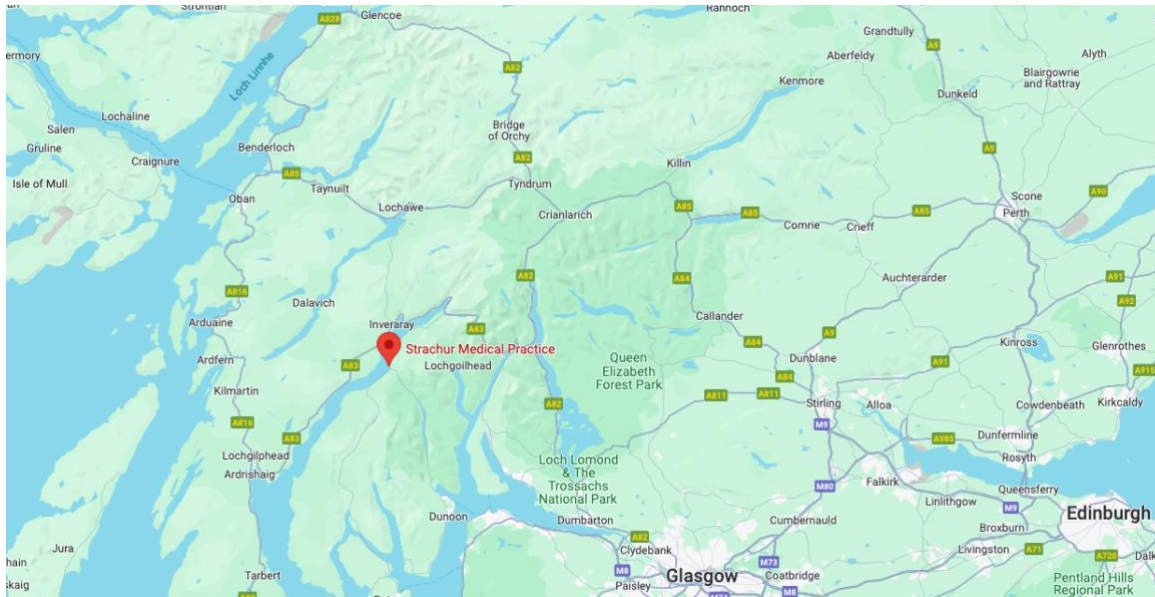 Strontian
A828
Glencoe
Rannoch
Grandtully
A9
Alyth
Aberfeldy
Blairgowrie
and Rattray
Kenmore
Dunkeld
A82
Loch Linnhe
Lochaline
Salen
Gruline
Craignure
Isle of Mull
Benderloch
Bridge
of Orchy
A82
A9
Killin
A85
Taynuilt
Oban
Lochawe
Tyndrum
Crianlarich
A85
A85
Comrie
Crieff
A85
Scone
Perth
A90
A82
A84
Auchterarder
A91
A92
A816
Arduaine
Dalavich
Inveraray
A83
Strachur Medical Practice
Lochgoilhead
A83
Ardfern
Kilmartin
Callander
A84
A9
Dunblane
A84
A91
Kinross
Glenrothes
A915
Queen
Elizabeth
Forest Park
A82
A811
A811
Stirling
M9
Alloa
Cowdenbeath
Kirkcaldy
A816
Lochgilphead
A83
Ardrishaig
Loch Lomond
& The
Trossachs
National Park
Dunfermline
A985
Rosyth
M80
Falkirk
Linlithgow
Queensferry
M9
Edinburgh
Dunoon
Dumbarton
A82
Clydebank
Cumbernauld
Broxburn
Livingston
A71
A720
Dalk
Jura
Tarbert
M8
Paisley
Glasgow
M73
Coatbridge
M8
Pentland Hills
Regional Park